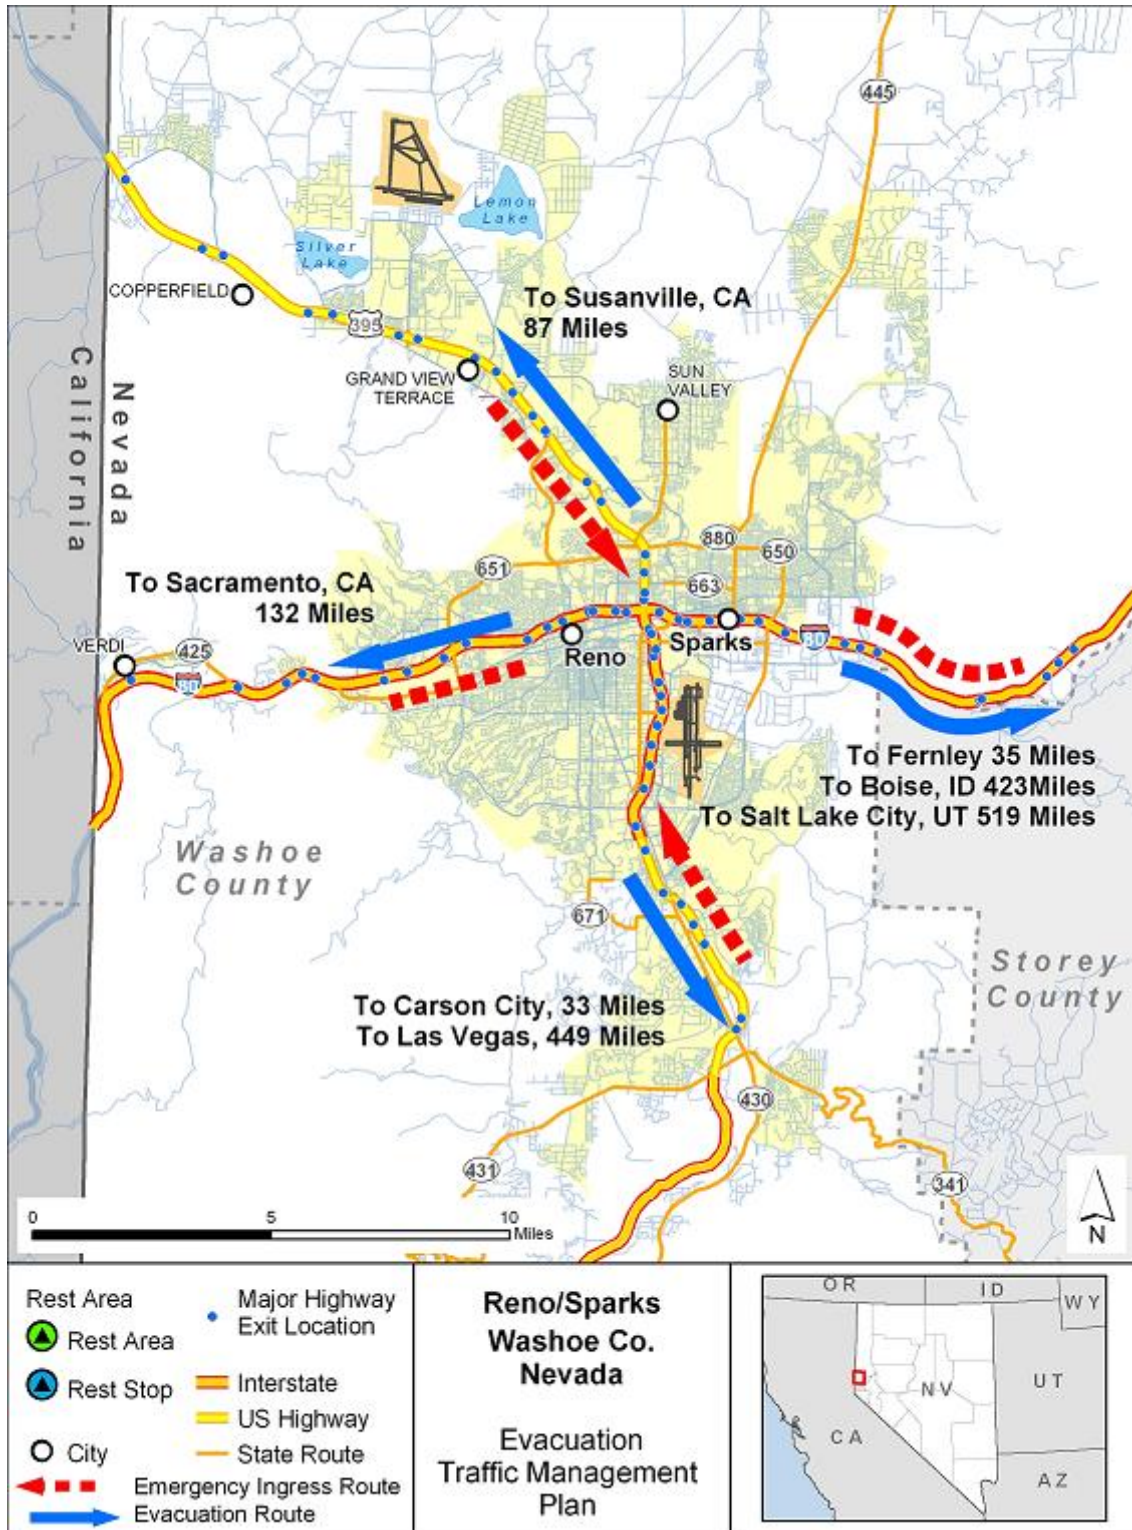 445
Lemon
Lake
Silver
Lake
COPPERFIELD
395
To Susanville, CA
87 Miles
GRAND VIEW
TERRACE
SUN
VALLEY
California
Nevada
880
650
651
663
To Sacramento, CA
132 Miles
VERDI
425
80
Reno
Sparks
80
To Fernley 35 Miles
To Boise, ID 423Miles
To Salt Lake City, UT 519 Miles
Washoe
County
671
Storey
County
To Carson City, 33 Miles
To Las Vegas, 449 Miles
430
431
341
N
0 5 10
Miles
Rest Area
Rest Area
Rest Stop
City
Major Highway
Exit Location
Interstate
US Highway
State Route
Emergency Ingress Route
Evacuation Route
Reno/Sparks
Washoe Co.
Nevada
Evacuation
Traffic Management
Plan
OR
ID
WY
NV
UT
CA
AZ